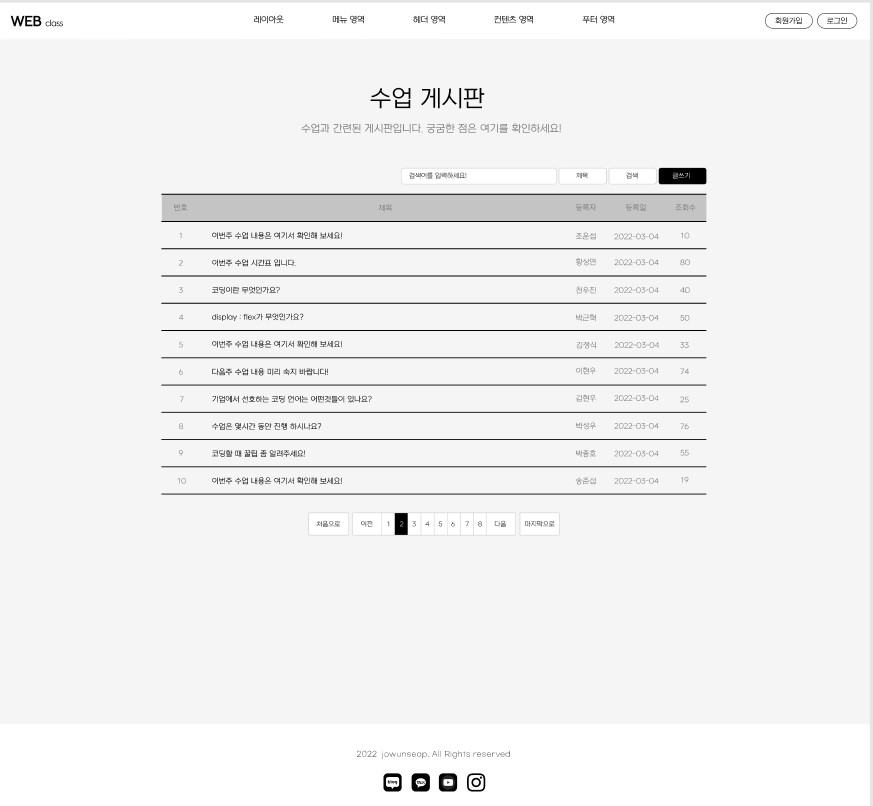 WEB class 레이아웃 메뉴 영역 헤더 영역 컨텐츠 영역 푸터 영역 회원가입 로그인
수업 게시판
수업과 간련된 게시판입니다. 궁굼한 점은 여기를 확인하세요!
검색어를 입력하세요! 제목 검색 글쓰기
번호 제목 등록자 등록일 조회수
1 이번주 수업 내용은 여기서 확인해 보세요! 조운섭 2022-03-04 10
2 이번주 수업 시간표 입니다. 황상연 2022-03-04 80
3 코딩이란 무엇인가요? 천우진 2022-03-04 40
4 display : flex가 무엇인가요? 박근혁 2022-03-04 50
5 이번주 수업 내용은 여기서 확인해 보세요! 김정식 2022-03-04 33
6 다음주 수업 내용 미리 숙지 바랍니다! 이현우 2022-03-04 74
7 기업에서 선호하는 코딩 언어는 어떤것들이 있나요? 김현우 2022-03-04 25
8 수업은 몇시간 동안 진행 하시나요? 박성우 2022-03-04 76
9 코딩할 때 꿀팁 좀 알려주세요! 박종호 2022-03-04 55
10 이번주 수업 내용은 여기서 확인해 보세요! 송준섭 2022-03-04 19
처음으로 이전 1 2 3 4 5 6 7 8 다음 마지막으로
2022 jowunseop. All Rights reserved
blog TALK